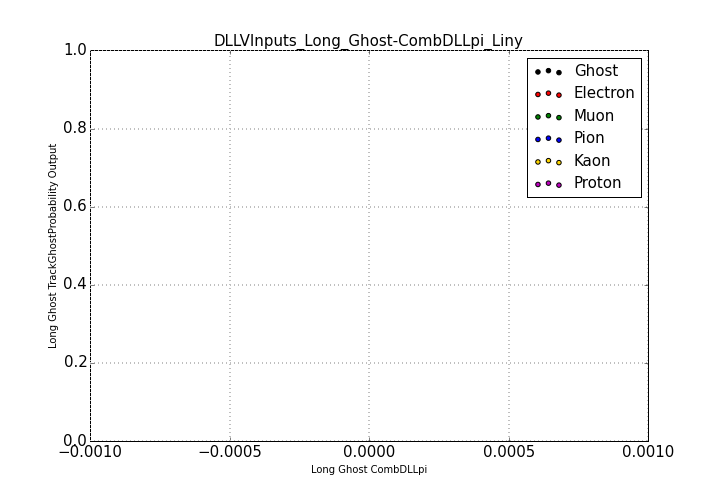 DLLVInputs_Long_Ghost-CombDLLpi_Liny
1.0
0.8
0.6
0.4
0.2
0.0
Long Ghost TrackGhostProbability Output
Ghost
Electron
Muon
Pion
Kaon
Proton
−0.0010
−0.0005
0.0000
0.0005
0.0010
Long Ghost CombDLLpi